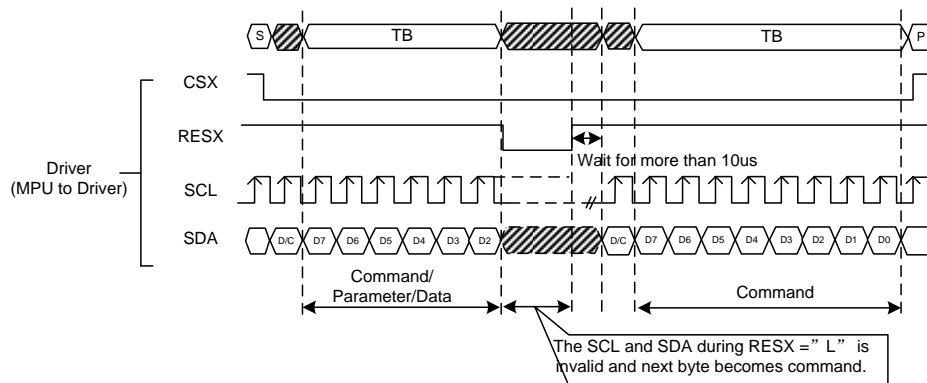 S TB TB P
CSX
RESX
Wait for more than 10us
Driver
(MPU to Driver)
SCL
SDA D/C D7 D6 D5 D4 D3 D2 D/C D7 D6 D5 D4 D3 D2 D1 D0
Command/
Parameter/Data
Command
The SCL and SDA during RESX =” L” is
invalid and next byte becomes command.